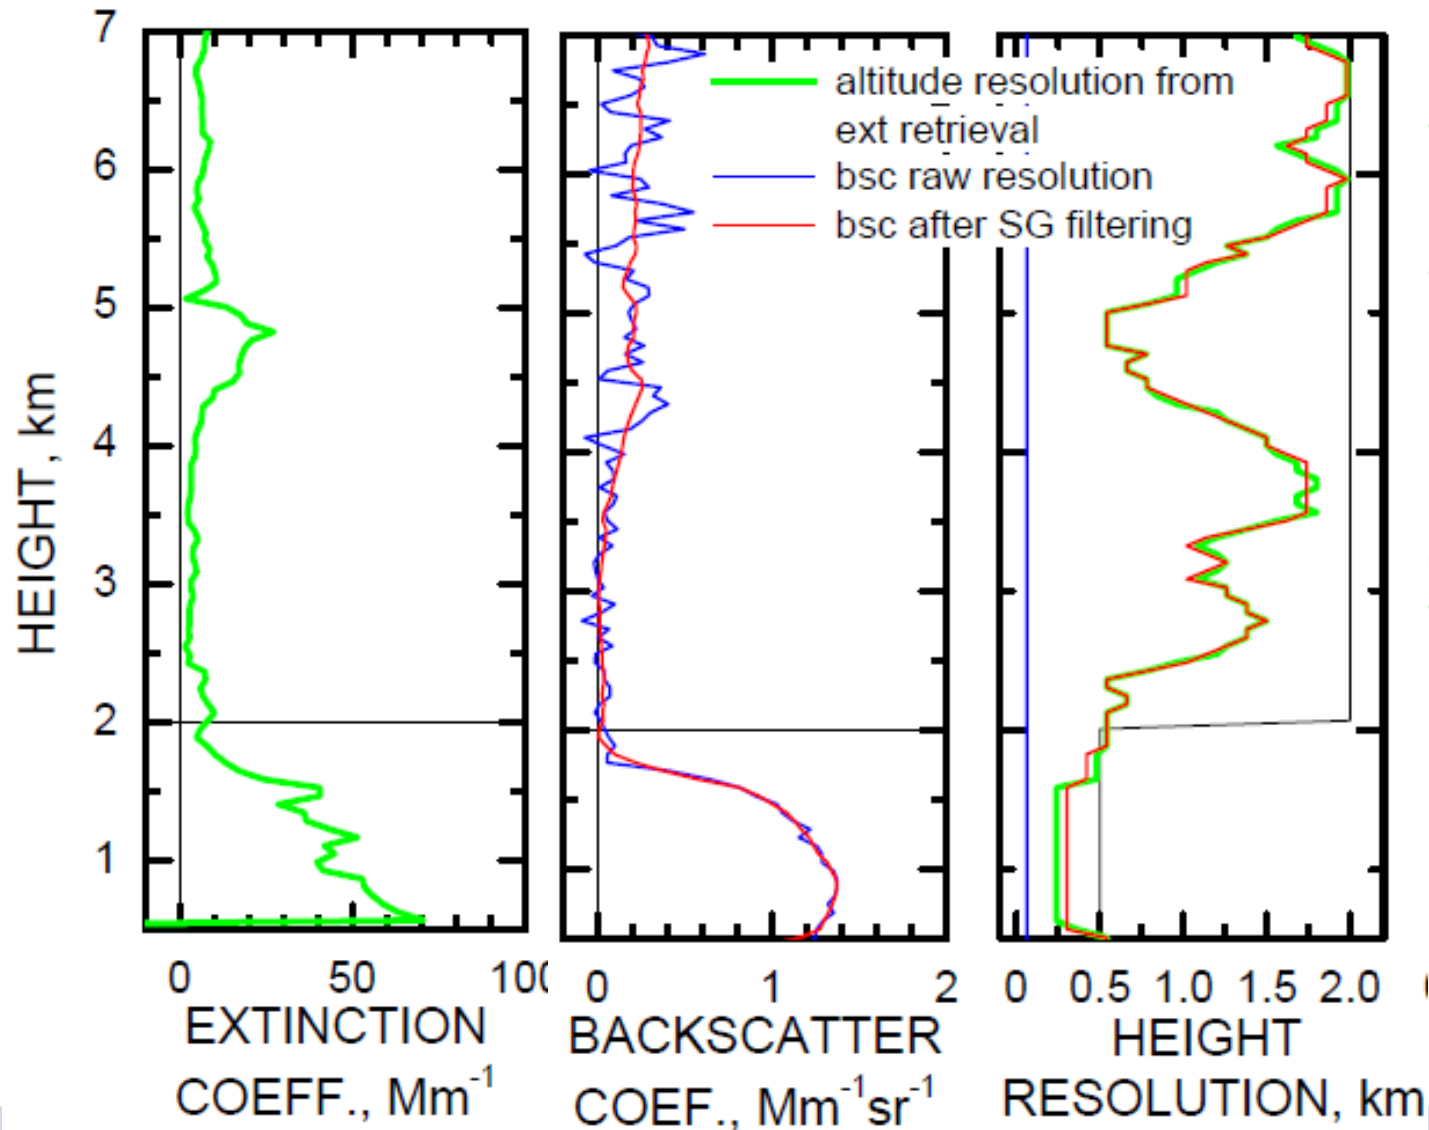 7
6
5
4
3
2
1
HEIGHT, km
0 50 100
EXTINCTION
COEFF., Mm-1
altitude resolution from
ext retrieval
bsc raw resolution
bsc after SG filtering
0 1 2
BACKSCATTER
COEF., Mm-1sr-1
0 0.5 1.0 1.5 2.0
HEIGHT
RESOLUTION, km